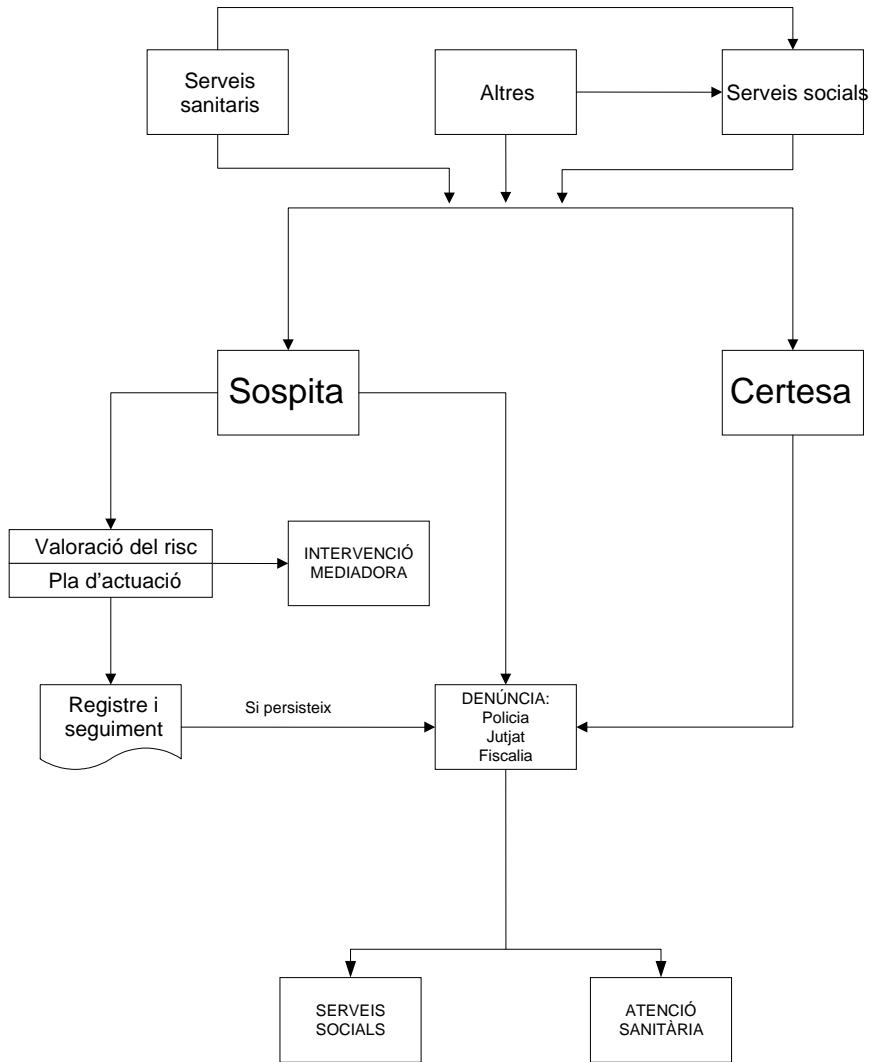 Serveis
sanitaris
Altres
Serveis socials
Sospita
Certesa
Valoració del risc
Pla d'actuació
INTERVENCIÓ
MEDIADORA
Registre i
seguiment
Si persisteix
DENÚNCIA:
Policia
Jutjat
Fiscalia
SERVEIS
SOCIALS
ATENCIÓ
SANITÀRIA